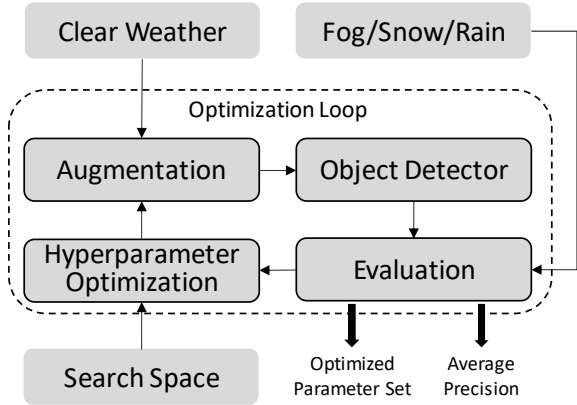 Clear Weather
Fog/Snow/Rain
Optimization Loop
Augmentation
Object Detector
Hyperparameter
Optimization
Evaluation
Search Space
Optimized
Parameter Set
Average
Precision